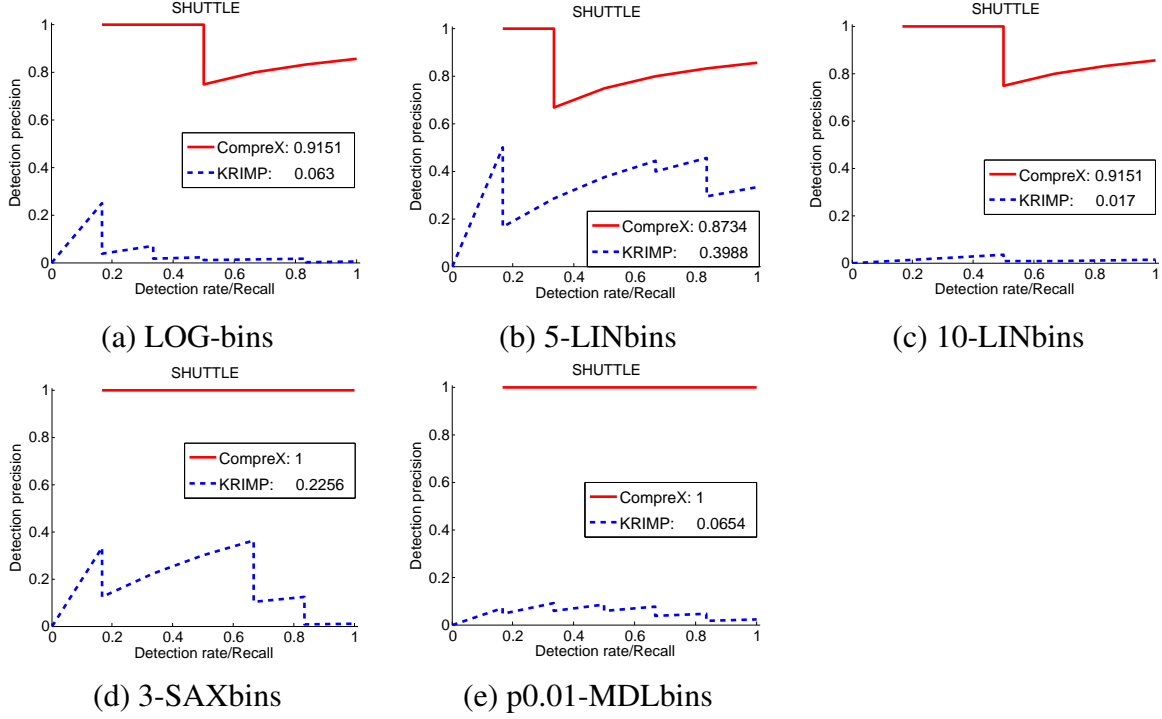 SHUTTLE
1
0.8
0.6
0.4
0.2
0
Detection precision
CompreX: 0.9151
KRIMP: 0.063
0.2 0.4 0.6 0.8 1
Detection rate/Recall
(a) LOG-bins
SHUTTLE
1
0.8
0.6
0.4
0.2
0
Detection precision
CompreX: 0.8734
KRIMP: 0.3988
0 0.2 0.4 0.6 0.8 1
Detection rate/Recall
(b) 5-LINbins
SHUTTLE
1
0.8
0.6
0.4
0.2
0
Detection precision
CompreX: 0.9151
KRIMP: 0.017
0 0.2 0.4 0.6 0.8 1
Detection rate/Recall
(c) 10-LINbins
SHUTTLE
1
0.8
0.6
0.4
0.2
0
Detection precision
CompreX: 1
KRIMP: 0.2256
0 0.2 0.4 0.6 0.8 1
Detection rate/Recall
(d) 3-SAXbins
SHUTTLE
1
0.8
0.6
0.4
0.2
0
Detection precision
CompreX: 1
KRIMP: 0.0654
0 0.2 0.4 0.6 0.8 1
Detection rate/Recall
(e) p0.01-MDLbins